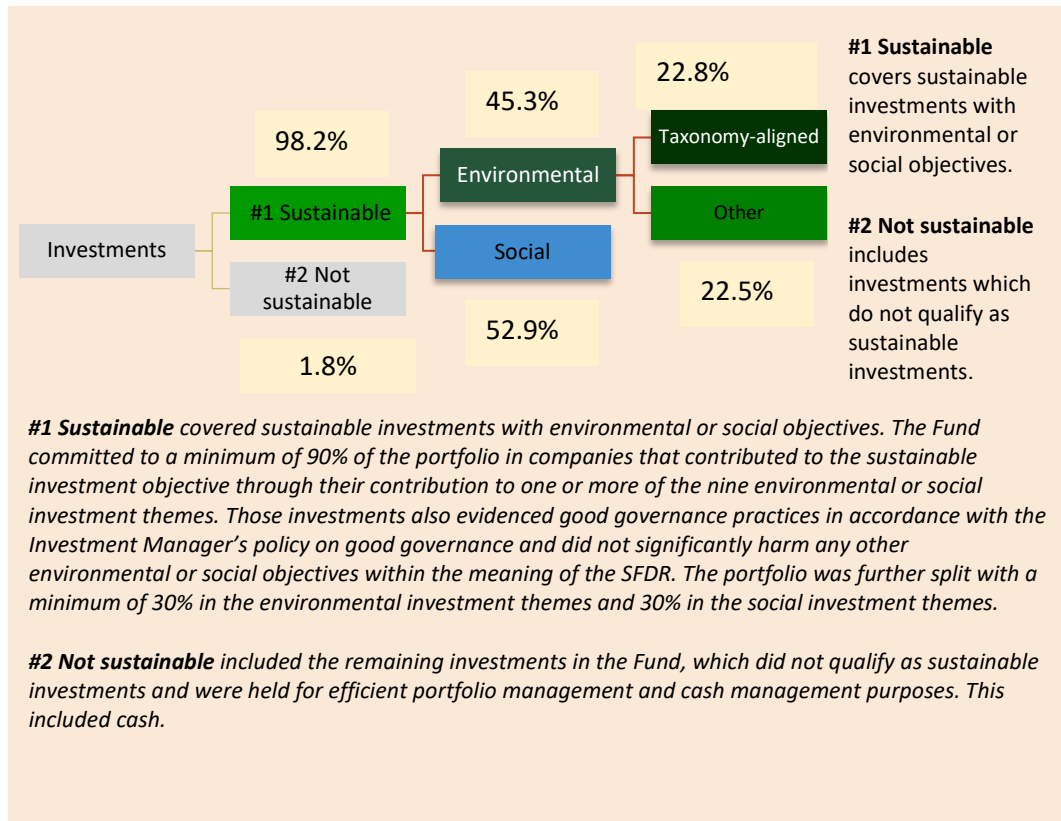 Investments
98.2%
#1 Sustainable
#2 Not
sustainable
1.8%
45.3%
Environmental
Social
52.9%
22.8%
Taxonomy-aligned
Other
22.5%
#1 Sustainable
covers sustainable
investments with
environmental or
social objectives.
#2 Not sustainable
includes
investments which
do not qualify as
sustainable
investments.
#1 Sustainable covered sustainable investments with environmental or social objectives. The Fund
committed to a minimum of 90% of the portfolio in companies that contributed to the sustainable
investment objective through their contribution to one or more of the nine environmental or social
investment themes. Those investments also evidenced good governance practices in accordance with the
Investment Manager’s policy on good governance and did not significantly harm any other
environmental or social objectives within the meaning of the SFDR. The portfolio was further split with a
minimum of 30% in the environmental investment themes and 30% in the social investment themes.
#2 Not sustainable included the remaining investments in the Fund, which did not qualify as sustainable
investments and were held for efficient portfolio management and cash management purposes. This
included cash.